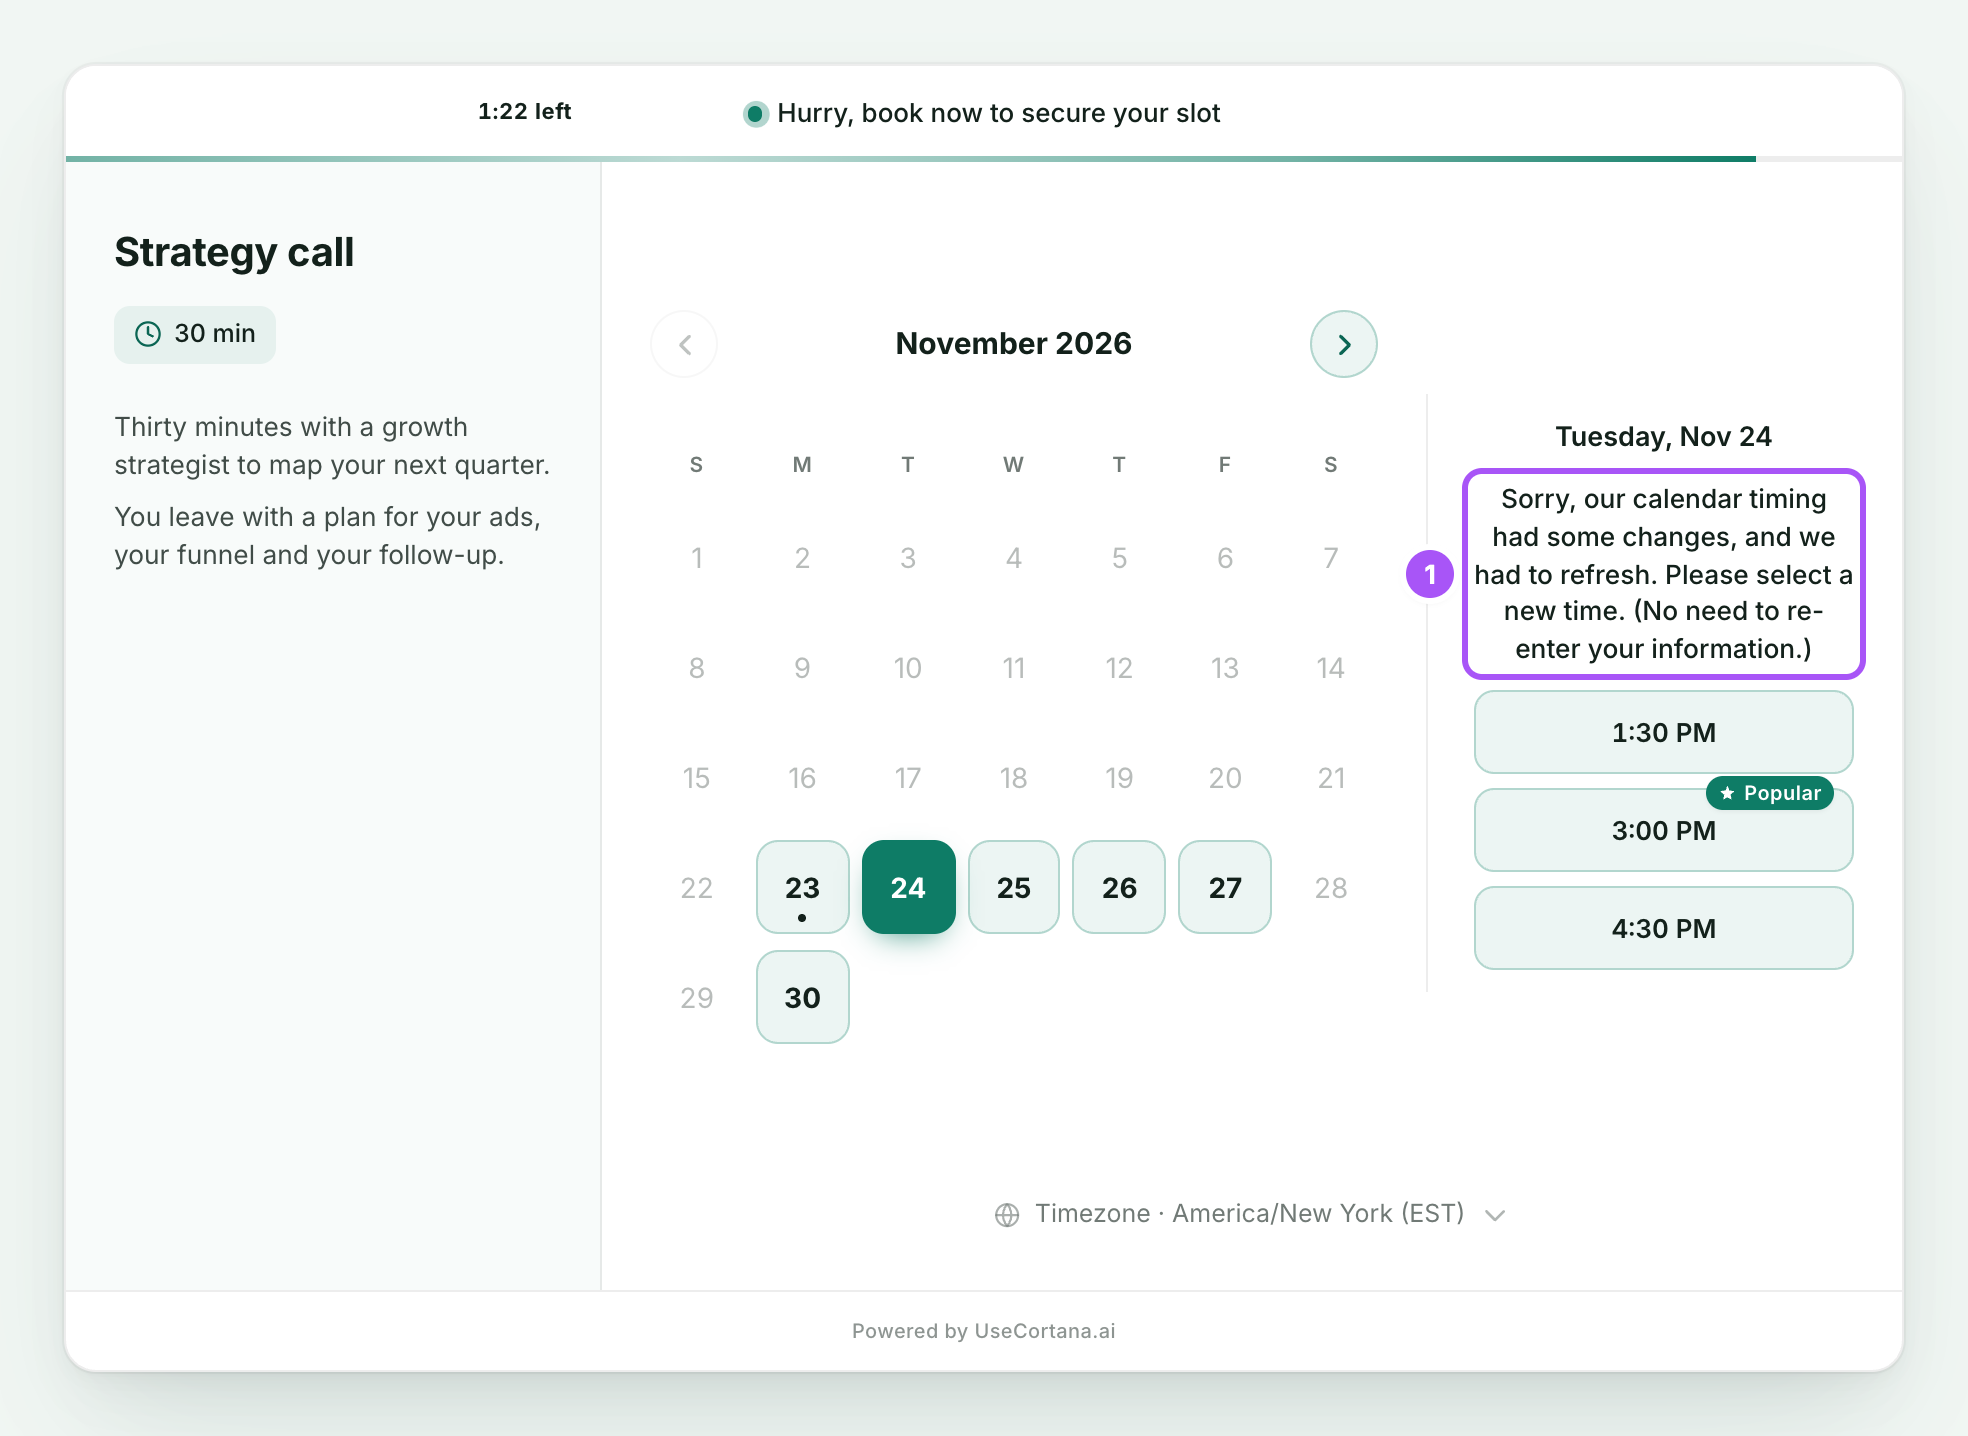 1:22 left
Hurry, book now to secure your slot
Strategy call
30 min
Thirty minutes with a growth
strategist to map your next quarter.
You leave with a plan for your ads,
your funnel and your follow-up.
November 2026
S M T W T F S
1 2 3 4 5 6 7
8 9 10 11 12 13 14
15 16 17 18 19 20 21
22 23 24 25 26 27 28
29 30
Tuesday, Nov 24
1
Sorry, our calendar timing
had some changes, and we
had to refresh. Please select a
new time. (No need to re-
enter your information.)
1:30 PM
Popular
3:00 PM
4:30 PM
Timezone · America/New York (EST)
Powered by UseCortana.ai